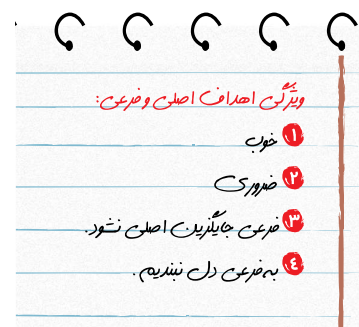 ویژگی اهداف اصلی و فرعی:
۱ خوب
۲ ضروری
۳ فرعی جایگزین اصلی نشود.
۴ به فرعی دل نبندیم.